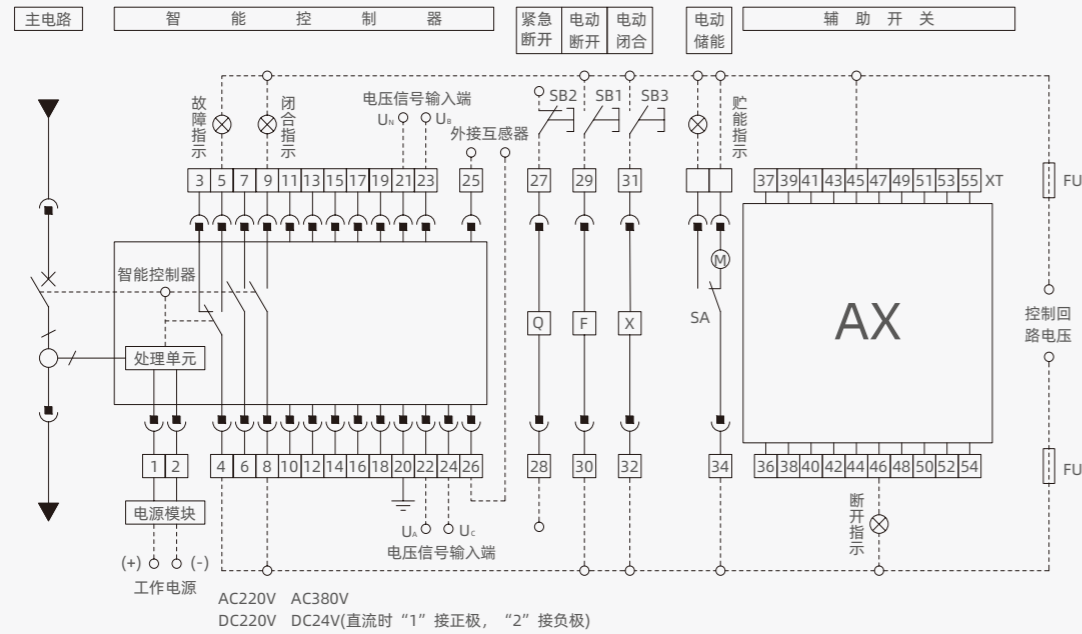 主电路 智能控制器 紧急 电动 电动 电动 辅助开关
断开 断开 闭合 储能
故障指示 闭合指示 电压信号输入端 SB2 SB1 SB3 贮能指示
UN UB 外接互感器
3 5 7 9 11 13 15 17 19 21 23 25 27 29 31 37 39 41 43 45 47 49 51 53 55 XT FU
智能控制器 M
Q F X SA AX 控制回
路电压
处理单元
1 2 4 6 8 10 12 14 16 18 20 22 24 26 28 30 32 34 36 38 40 42 44 46 48 50 52 54 FU
电源模块 UA UC 断开指示
电压信号输入端
(+) (-)
工作电源
AC220V AC380V
DC220V DC24V(直流时“1”接正极，“2”接负极)